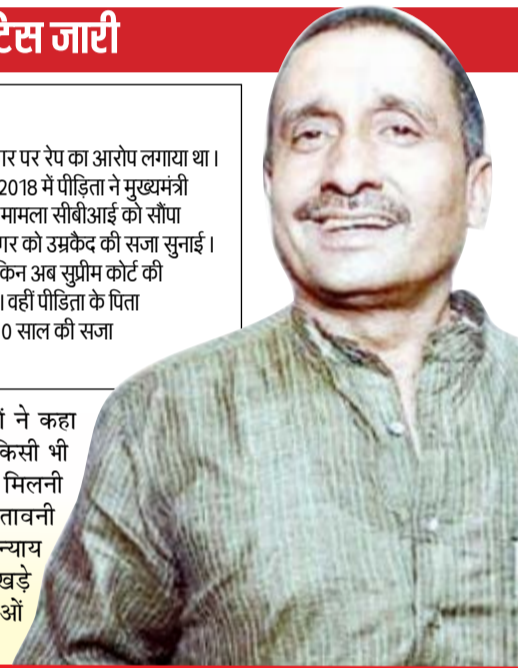 टिस जारी
ार पर रेप का आरोप लगाया था।
2018 में पीड़िता ने मुख्यमंत्री
मामला सीबीआई को सौंपा
गर को उम्रकैद की सजा सुनाई।
किन अब सुप्रीम कोर्ट की
। वहीं पीडिता के पिता
0 साल की सजा
ं ने कहा
किसी भी
मिलनी
तावनी
न्याय
खड़े
ओं